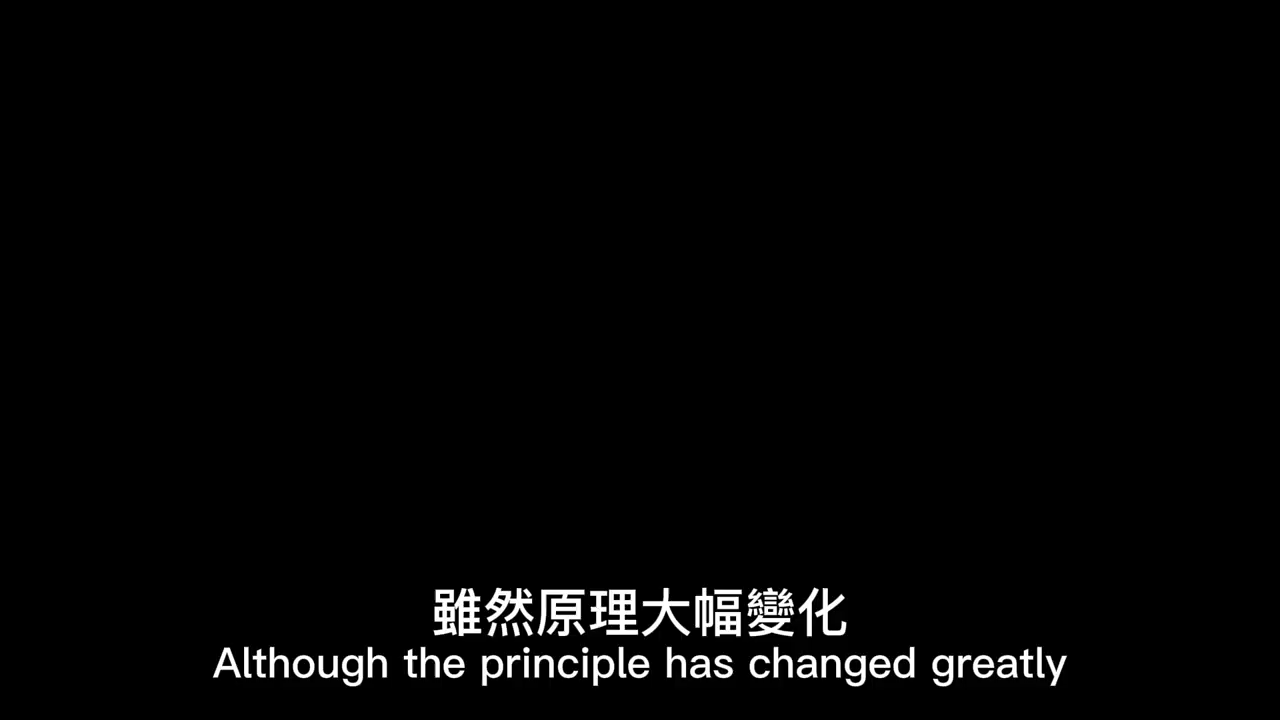 雖然原理大幅變化
Although the principle has changed greatly